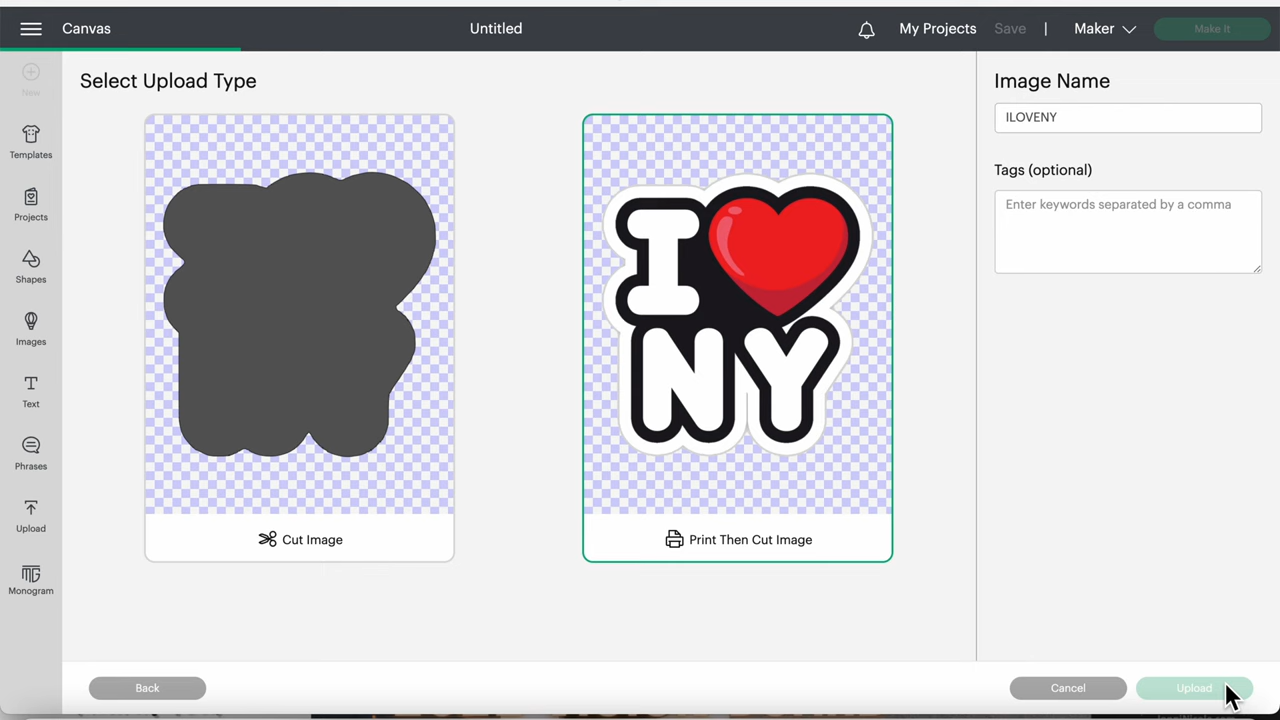 Canvas
Untitled
My Projects
Save
|
Maker
Make It
New
Templates
Projects
Shapes
Images
Text
Phrases
Upload
Monogram
Select Upload Type
I
NY
Cut Image
Print Then Cut Image
Image Name
ILOVENY
Tags (optional)
Enter keywords separated by a comma
Back
Cancel
Upload